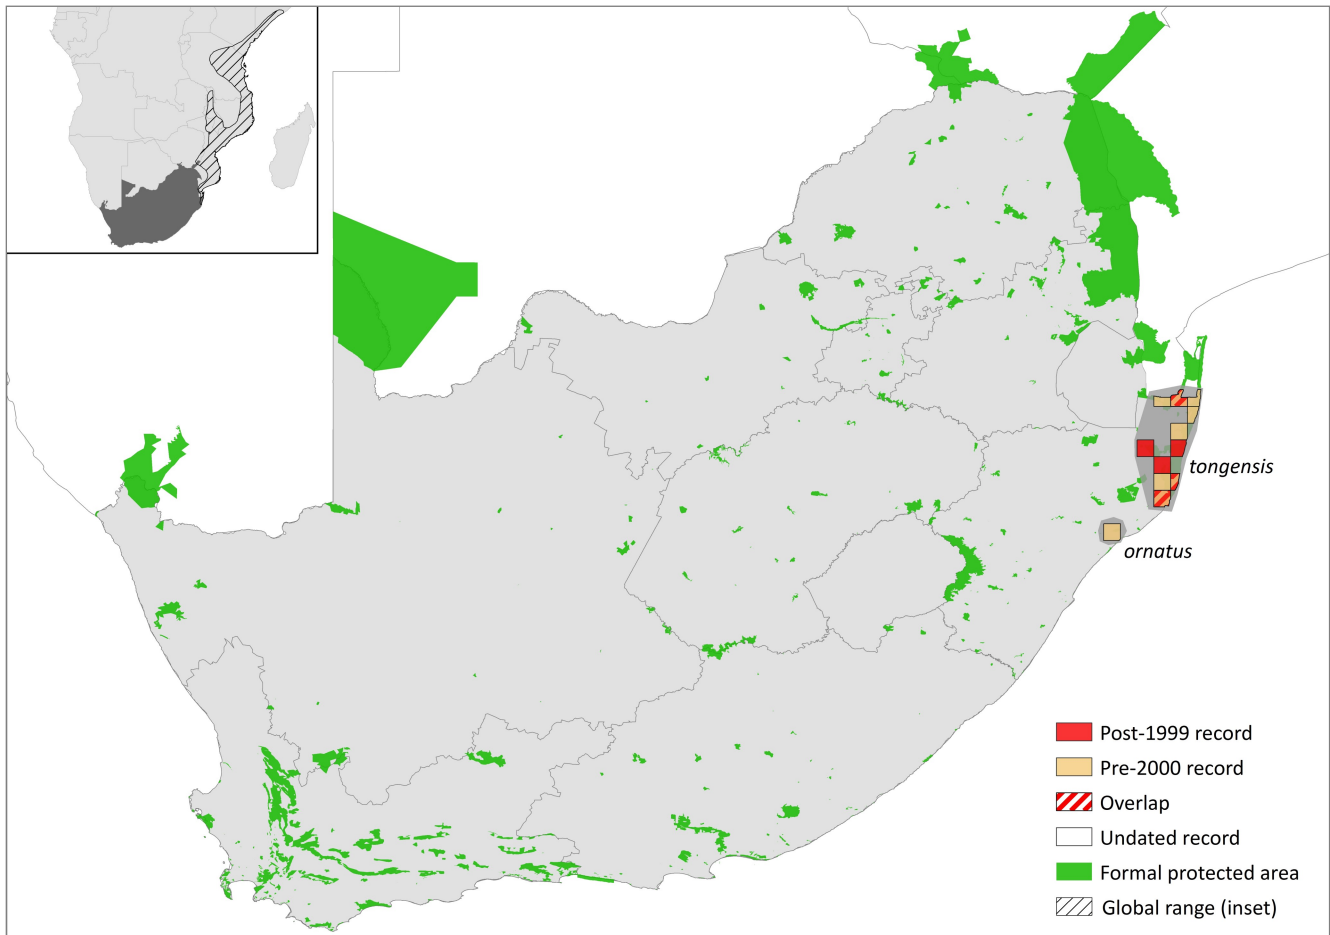 tongensis
ornatus
Post-1999 record
Pre-2000 record
Overlap
Undated record
Formal protected area
Global range (inset)